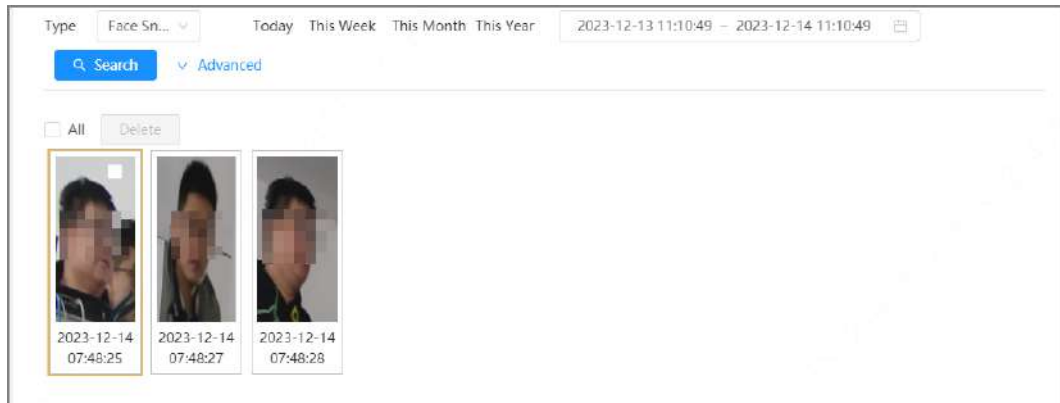 Type Face Sn... Today This Week This Month This Year 2023-12-13 11:10:49 – 2023-12-14 11:10:49
Search Advanced
All Delete
2023-12-14 2023-12-14 2023-12-14
07:48:25 07:48:27 07:48:28